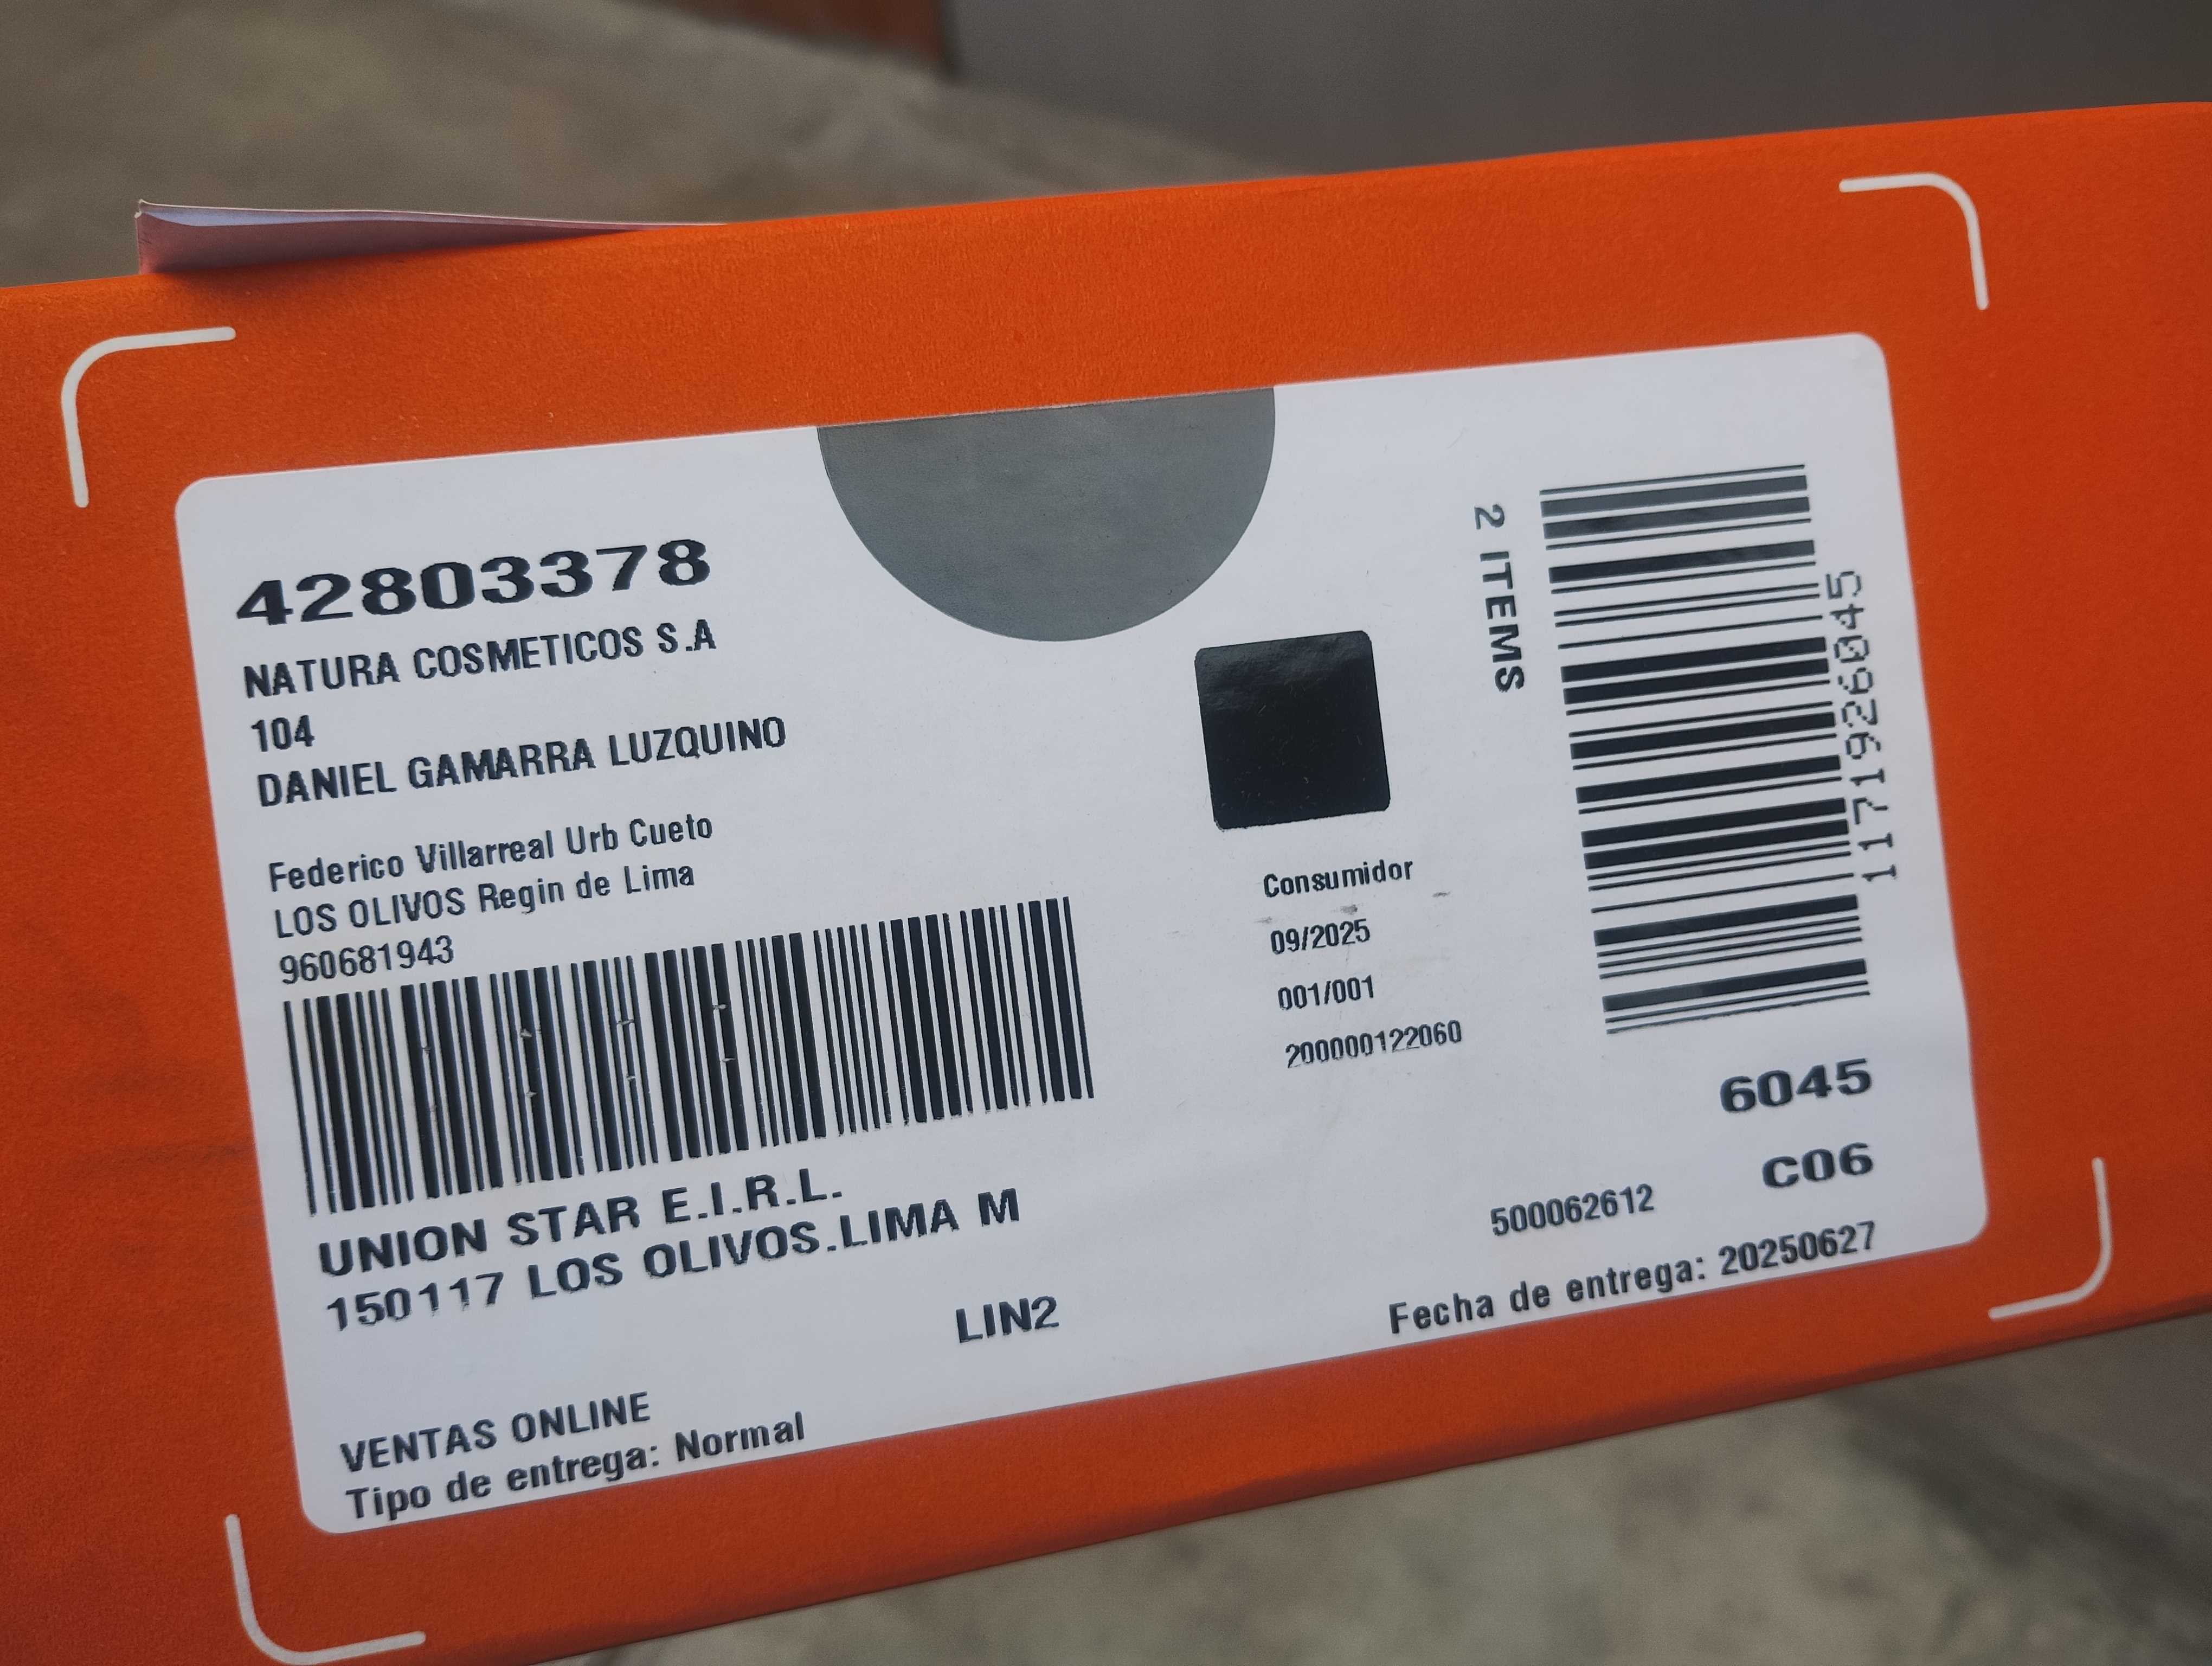 42803378
NATURA COSMETICOS S.A
104
DANIEL GAMARRA LUZQUINO
Federico Villarreal Urb Cueto
LOS OLIVOS Regin de Lima
960681943
UNION STAR E.I.R.L.
150117 LOS OLIVOS.LIMA M
LIN2
VENTAS ONLINE
Tipo de entrega: Normal
Consumidor
09/2025
001/001
200000122060
2 ITEMS
1171926045
6045
C06
500062612
Fecha de entrega: 20250627